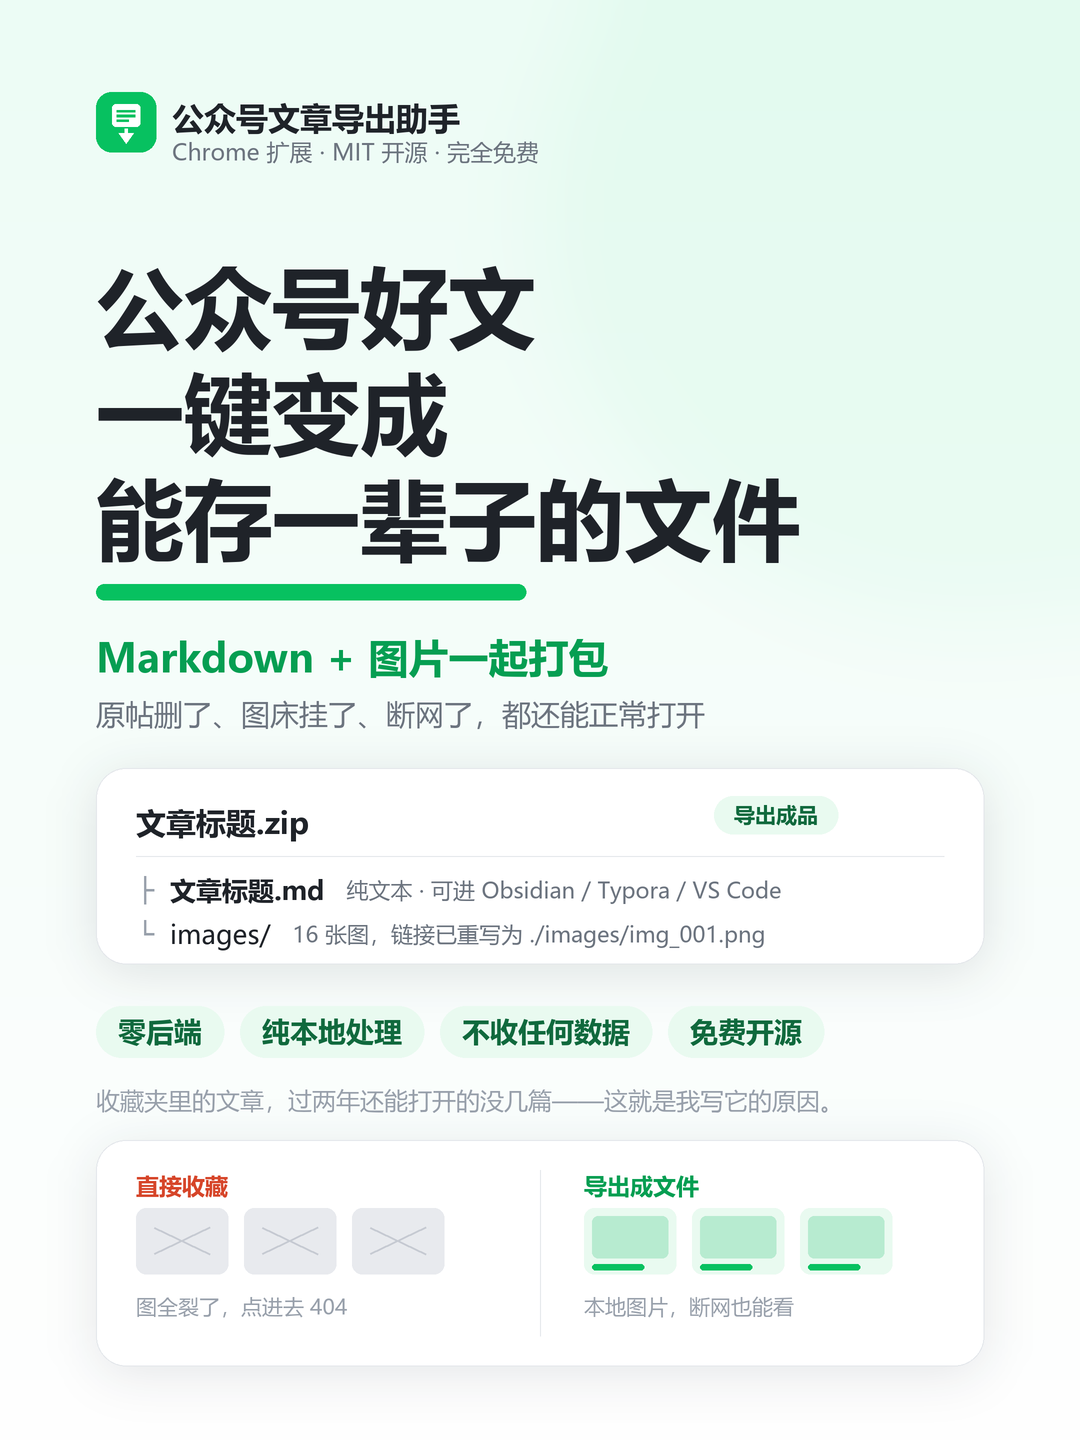 公众号文章导出助手
Chrome 扩展 · MIT 开源 · 完全免费
公众号好文
一键变成
能存一辈子的文件
Markdown + 图片一起打包
原帖删了、图床挂了、断网了，都还能正常打开
文章标题.zip 导出成品
├ 文章标题.md 纯文本 · 可进 Obsidian / Typora / VS Code
└ images/ 16 张图，链接已重写为 ./images/img_001.png
零后端 纯本地处理 不收任何数据 免费开源
收藏夹里的文章，过两年还能打开的没几篇——这就是我写它的原因。
直接收藏
图全裂了，点进去 404
导出成文件
本地图片，断网也能看